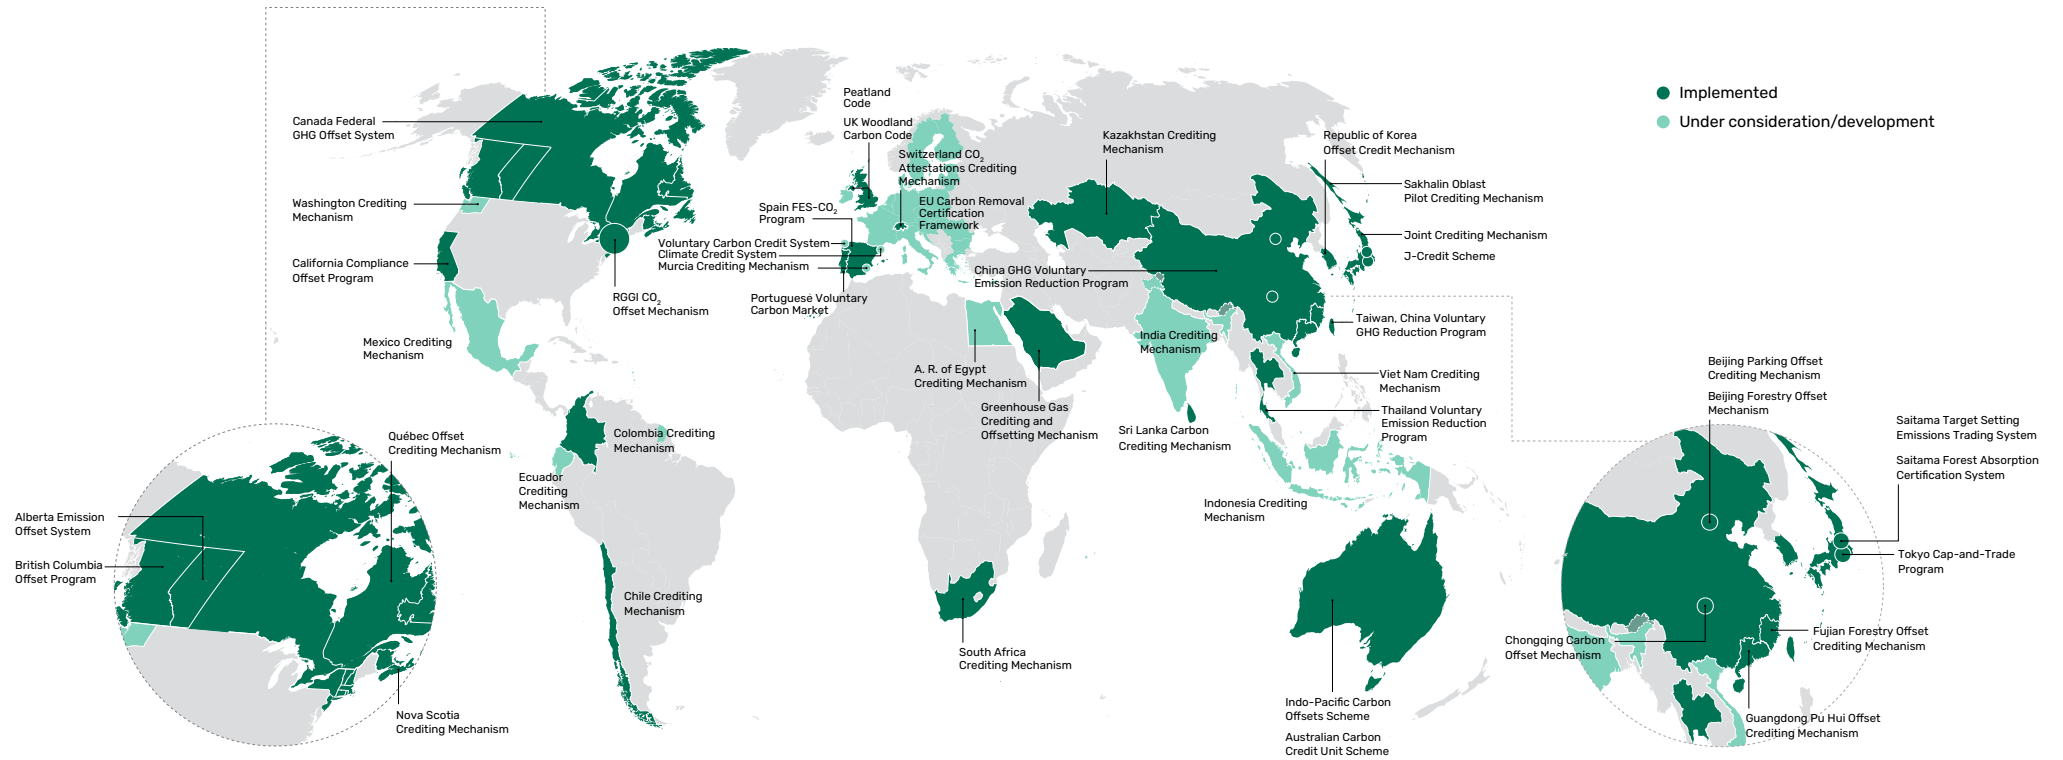 Implemented
Under consideration/development
Canada Federal
GHG Offset System
Washington Crediting
Mechanism
California Compliance
Offset Program
Mexico Crediting
Mechanism
RGGI CO₂
Offset Mechanism
Québec Offset
Crediting Mechanism
Alberta Emission
Offset System
British Columbia
Offset Program
Nova Scotia
Crediting Mechanism
Colombia Crediting
Mechanism
Ecuador
Crediting
Mechanism
Chile Crediting
Mechanism
Peatland
Code
UK Woodland
Carbon Code
Switzerland CO₂
Attestations Crediting
Mechanism
EU Carbon Removal
Certification
Framework
Spain FES-CO₂
Program
Voluntary Carbon Credit System
Climate Credit System
Murcia Crediting Mechanism
Portuguese Voluntary
Carbon Market
A. R. of Egypt
Crediting Mechanism
Greenhouse Gas
Crediting and
Offsetting Mechanism
South Africa
Crediting Mechanism
Kazakhstan Crediting
Mechanism
China GHG Voluntary
Emission Reduction Program
India Crediting
Mechanism
Sri Lanka Carbon
Crediting Mechanism
Indonesia Crediting
Mechanism
Republic of Korea
Offset Credit Mechanism
Sakhalin Oblast
Pilot Crediting Mechanism
Joint Crediting Mechanism
J-Credit Scheme
Taiwan, China Voluntary
GHG Reduction Program
Viet Nam Crediting
Mechanism
Thailand Voluntary
Emission Reduction
Program
Indo-Pacific Carbon
Offsets Scheme
Australian Carbon
Credit Unit Scheme
Beijing Parking Offset
Crediting Mechanism
Beijing Forestry Offset
Mechanism
Saitama Target Setting
Emissions Trading System
Saitama Forest Absorption
Certification System
Tokyo Cap-and-Trade
Program
Chongqing Carbon
Offset Mechanism
Fujian Forestry Offset
Crediting Mechanism
Guangdong Pu Hui Offset
Crediting Mechanism